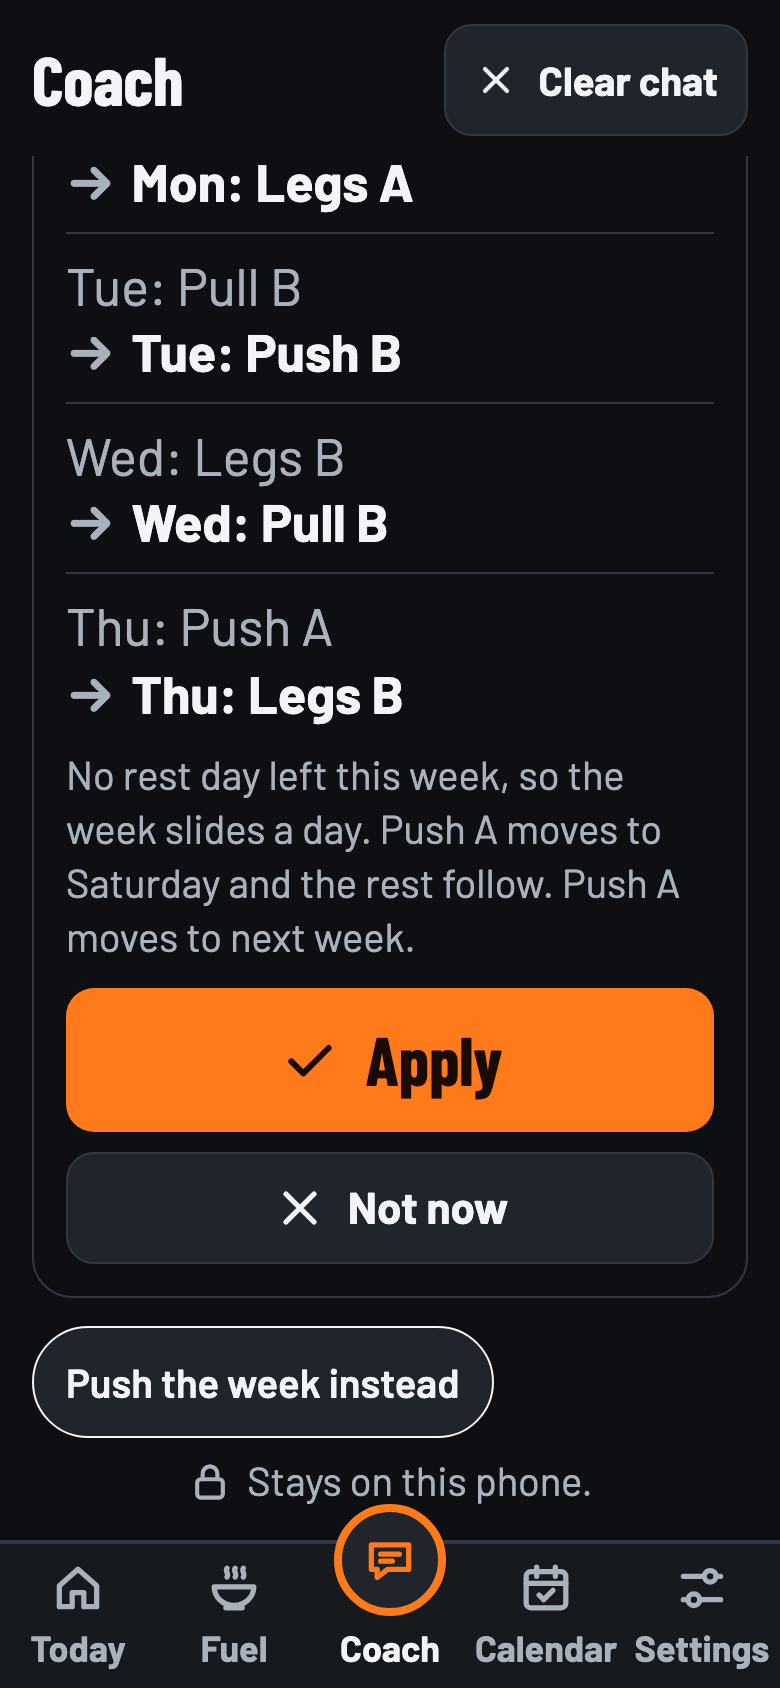 Coach
Clear chat
→ Mon: Legs A
Tue: Pull B
→ Tue: Push B
Wed: Legs B
→ Wed: Pull B
Thu: Push A
→ Thu: Legs B
No rest day left this week, so the
week slides a day. Push A moves to
Saturday and the rest follow. Push A
moves to next week.
Apply
Not now
Push the week instead
Stays on this phone.
Today
Fuel
Coach
Calendar
Settings